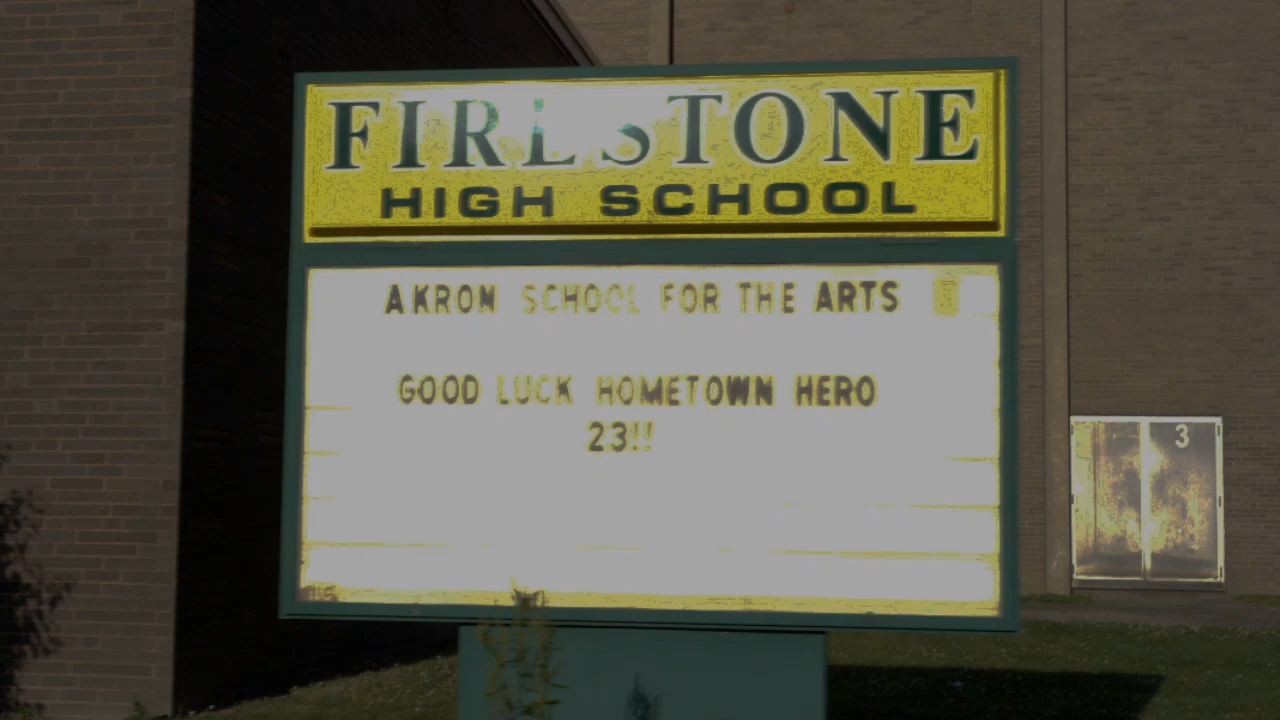 FIRESTONE
HIGH SCHOOL
AKRON SCHOOL FOR THE ARTS
GOOD LUCK HOMETOWN HERO
23!!
3